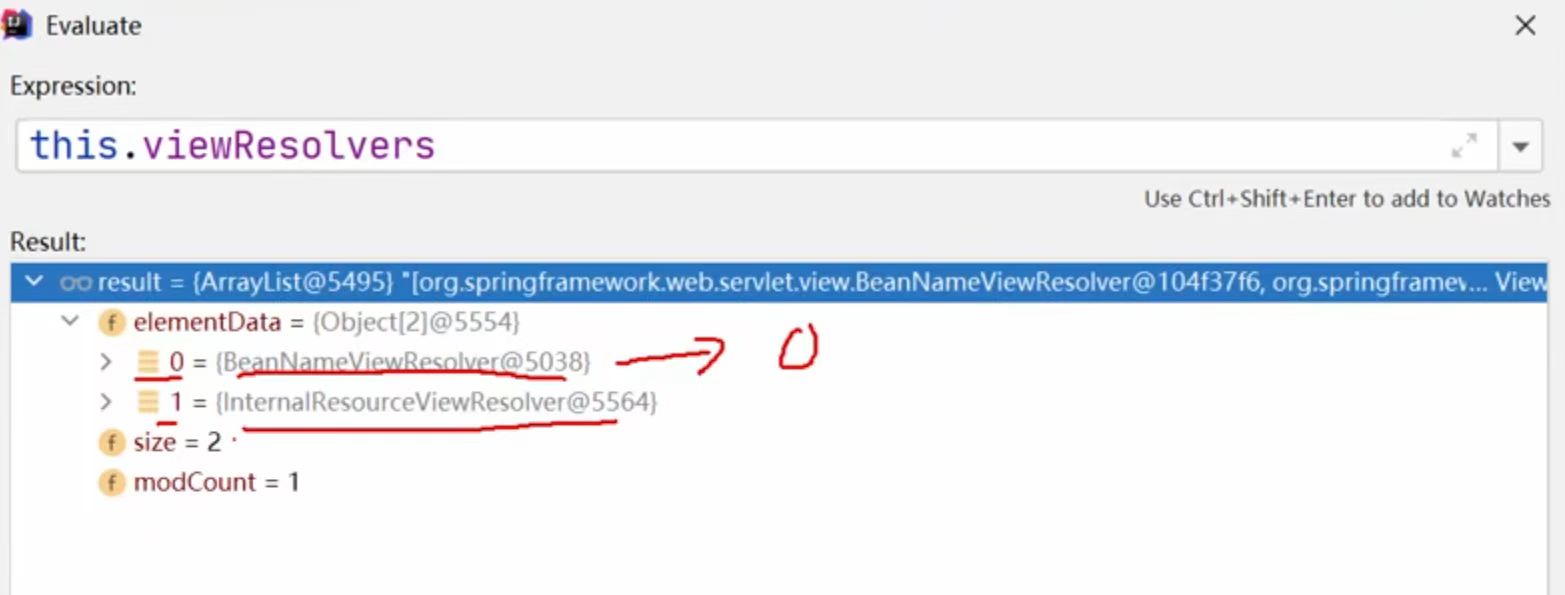 Evaluate
Expression:
this.viewResolvers
Use Ctrl+Shift+Enter to add to Watches
Result:
result = {ArrayList@5495} "[org.springframework.web.servlet.view.BeanNameViewResolver@104f37f6, org.springframew... View
f elementData = {Object[2]@5554}
0 = {BeanNameViewResolver@5038} 0
1 = {InternalResourceViewResolver@5564}
f size = 2
f modCount = 1